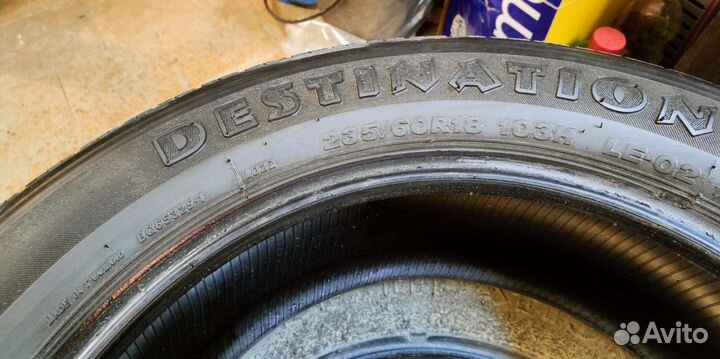 DESTINATION
235/60R18 103H LE-02
MADE IN THAILAND
Avito